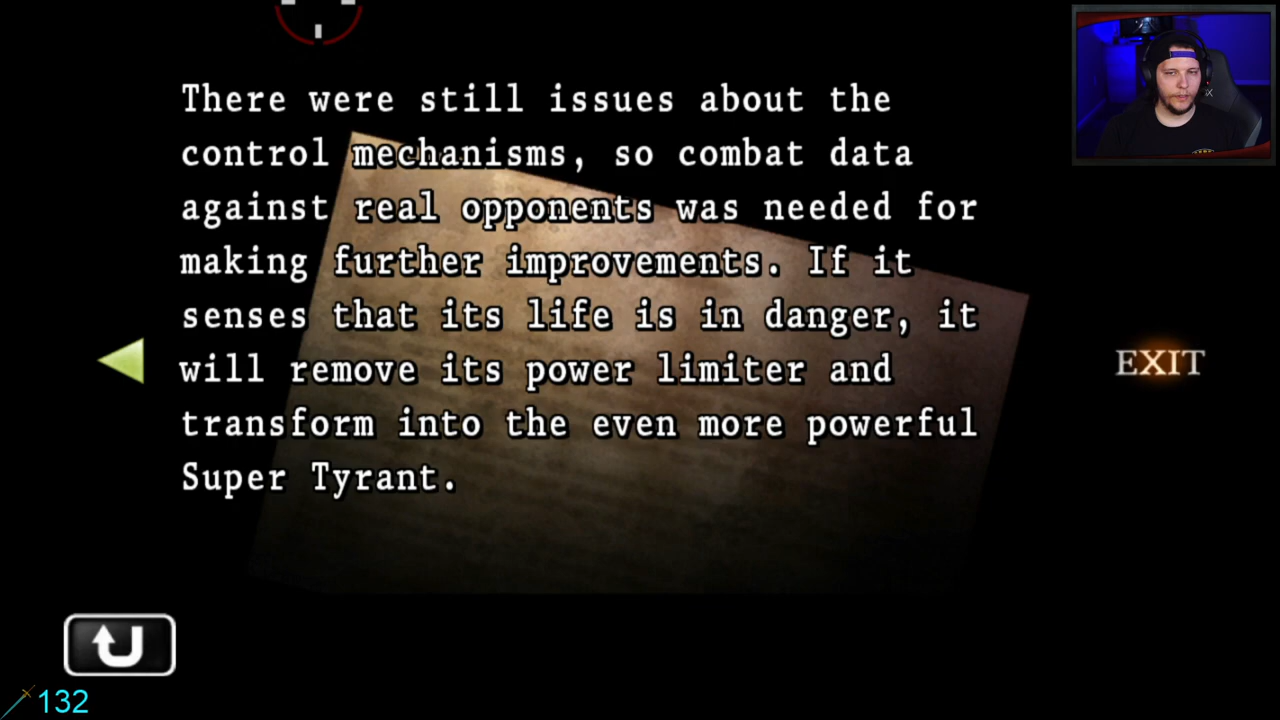 There were still issues about the
control mechanisms, so combat data
against real opponents was needed for
making further improvements. If it
senses that its life is in danger, it
will remove its power limiter and
transform into the even more powerful
Super Tyrant.
EXIT
132